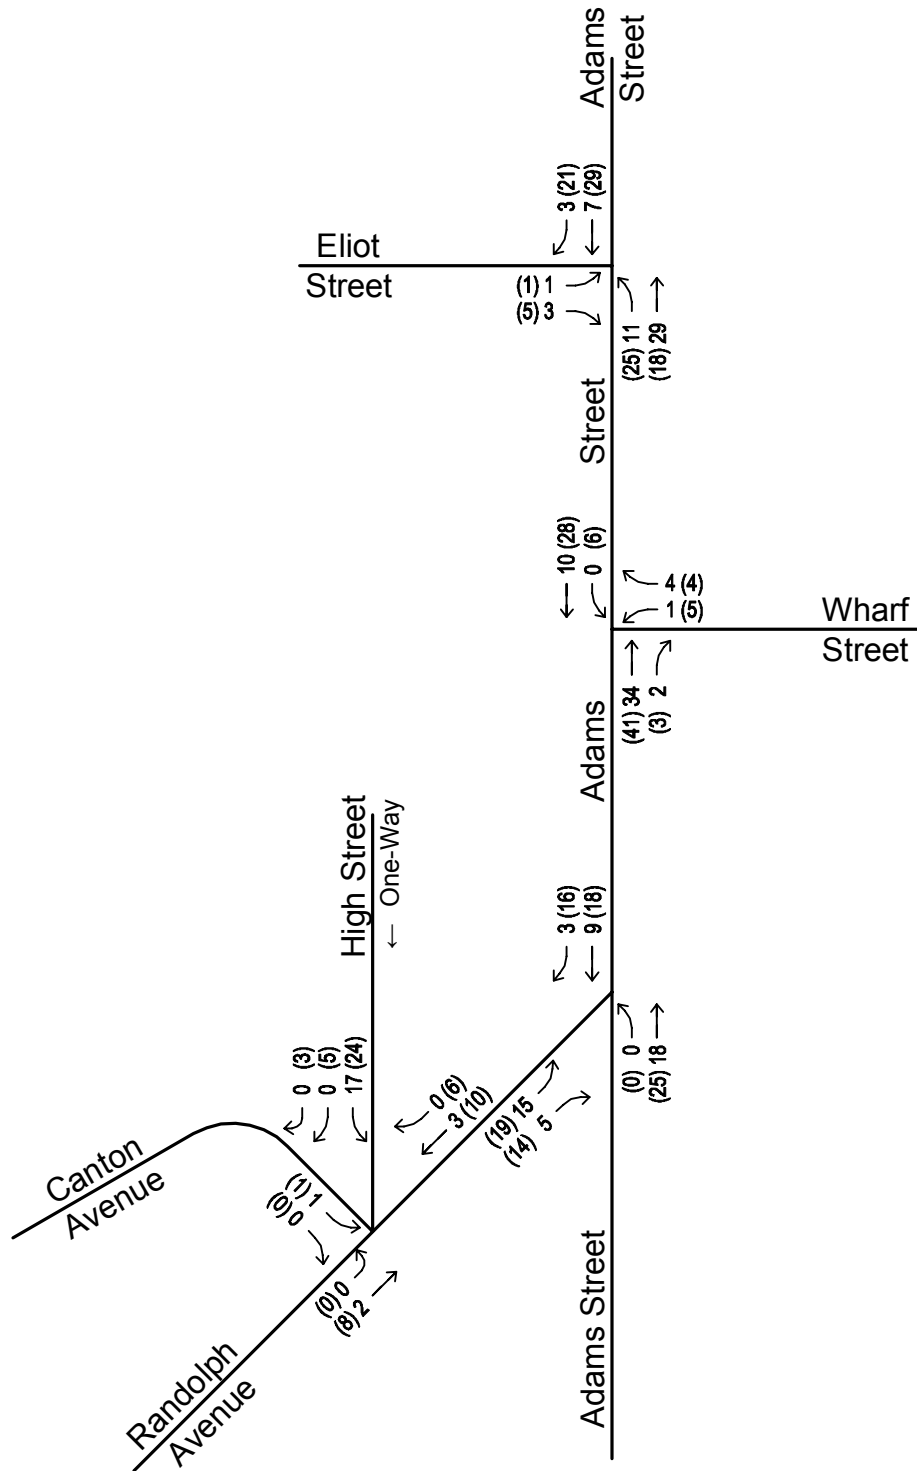 Adams
Street
3 (21)
7 (29)
Eliot
Street
(1) 1
(5) 3
(25) 11
(18) 29
Street
10 (28)
0 (6)
4 (4)
1 (5)
Wharf
Street
(41) 34
(3) 2
Adams
High Street
← One-Way
3 (16)
9 (18)
0 (3)
0 (5)
17 (24)
(0) 0
(25) 18
0 (6)
3 (10)
(19) 15
(14) 5
Canton
Avenue
(1) 1
(0) 0
(0) 0
(8) 2
Adams Street
Randolph
Avenue